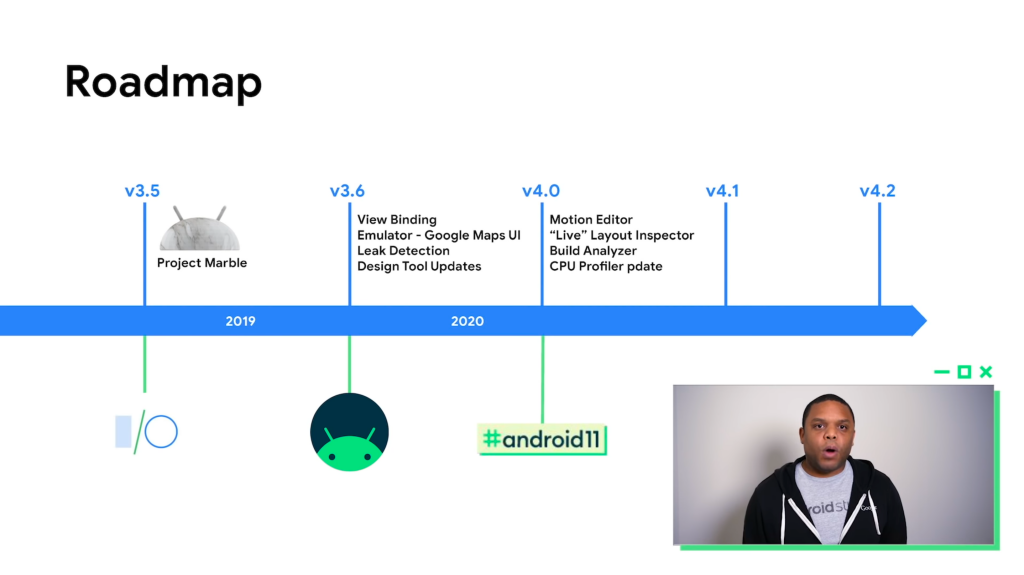 Roadmap
v3.5
v3.6
v4.0
v4.1
v4.2
Project Marble
View Binding
Emulator - Google Maps UI
Leak Detection
Design Tool Updates
Motion Editor
“Live” Layout Inspector
Build Analyzer
CPU Profiler pdate
2019
2020
I/O
#android11
roid st
Google